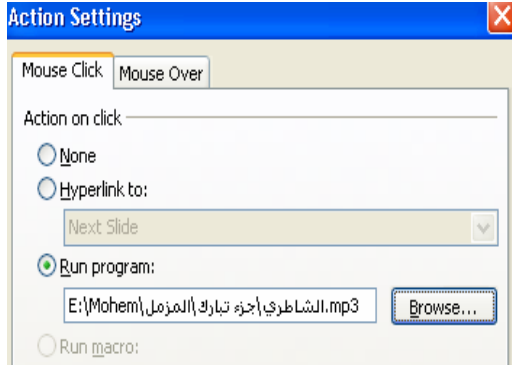 Action Settings
Mouse Click
Mouse Over
Action on click
None
Hyperlink to:
Next Slide
Run program:
E:\Mohem\الشاطري\جزء تبارك\المزمل.mp3
Browse...
Run macro: